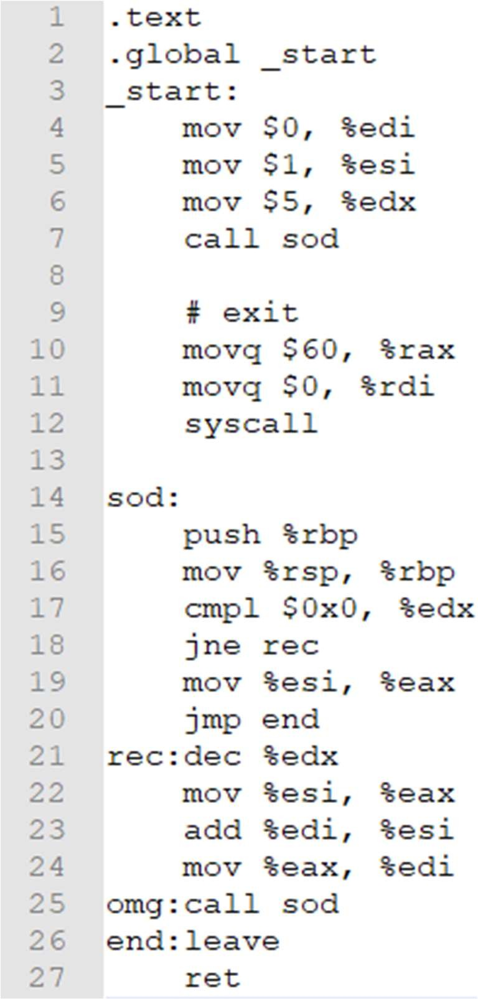 1 .text
2 .global _start
3 _start:
4 mov $0, %edi
5 mov $1, %esi
6 mov $5, %edx
7 call sod
8
9 # exit
10 movq $60, %rax
11 movq $0, %rdi
12 syscall
13
14 sod:
15 push %rbp
16 mov %rsp, %rbp
17 cmpl $0x0, %edx
18 jne rec
19 mov %esi, %eax
20 jmp end
21 rec:dec %edx
22 mov %esi, %eax
23 add %edi, %esi
24 mov %eax, %edi
25 omg:call sod
26 end:leave
27 ret